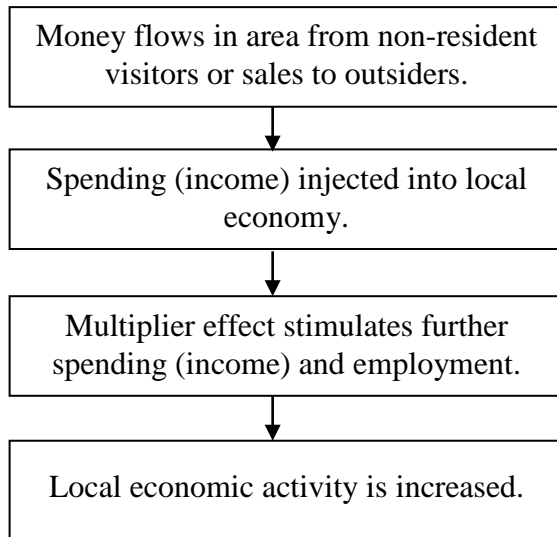 Money flows in area from non-resident
visitors or sales to outsiders.
Spending (income) injected into local
economy.
Multiplier effect stimulates further
spending (income) and employment.
Local economic activity is increased.